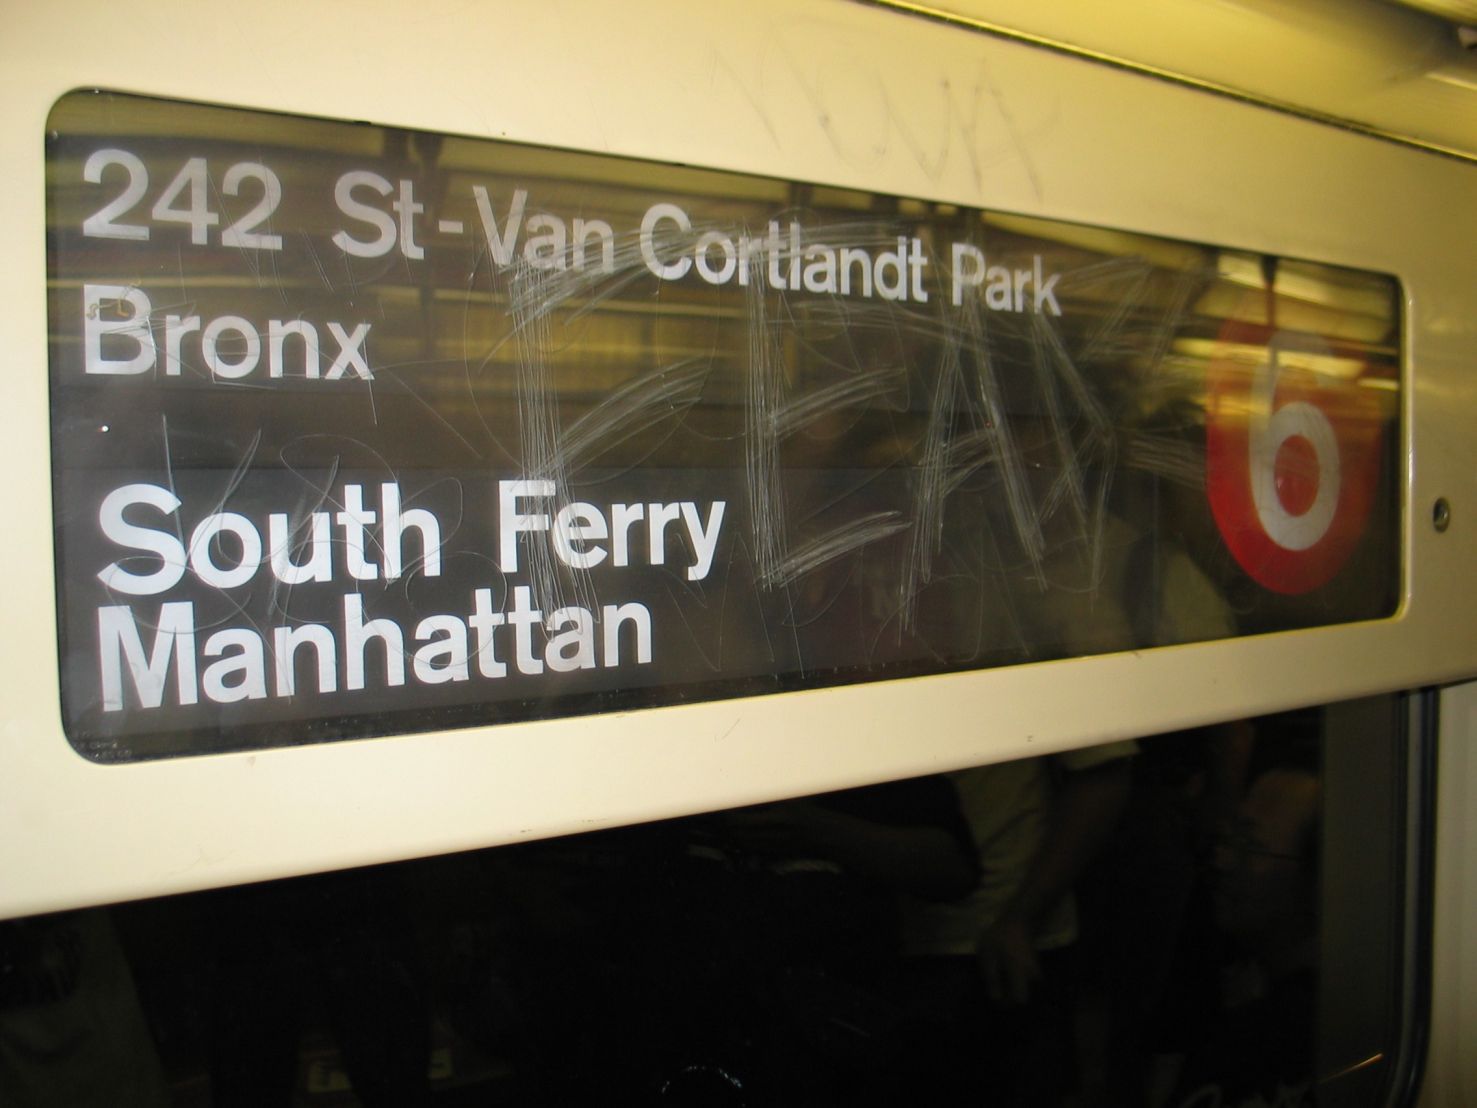 242 St-Van Cortlandt Park
Bronx
6
South Ferry
Manhattan